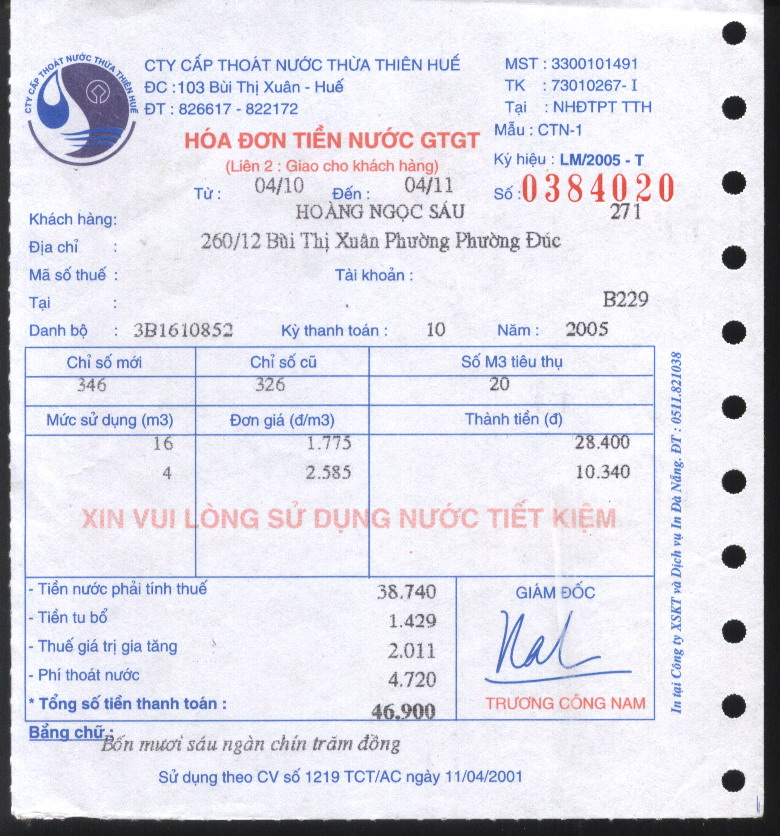 CTY CẤP THOÁT NƯỚC THỪA THIÊN HUẾ
CTY CẤP THOÁT NƯỚC THỪA THIÊN HUẾ
ĐC :103 Bùi Thị Xuân - Huế
ĐT : 826617 - 822172
MST : 3300101491
TK : 73010267- I
Tại : NHĐTPT TTH
Mẫu : CTN-1
HÓA ĐƠN TIỀN NƯỚC GTGT
(Liên 2 : Giao cho khách hàng)
Ký hiệu : LM/2005 - T
Từ : 04/10 Đến : 04/11 Số : 0384020
Khách hàng: HOÀNG NGỌC SÁU 271
Địa chỉ : 260/12 Bùi Thị Xuân Phường Phường Đúc
Mã số thuế : Tài khoản :
Tại : B229
Danh bộ : 3B1610852 Kỳ thanh toán : 10 Năm : 2005
Chỉ số mới Chỉ số cũ Số M3 tiêu thụ
346 326 20
Mức sử dụng (m3) Đơn giá (đ/m3) Thành tiền (đ)
16 1.775 28.400
4 2.585 10.340
XIN VUI LÒNG SỬ DỤNG NƯỚC TIẾT KIỆM
- Tiền nước phải tính thuế 38.740
- Tiền tu bổ 1.429
- Thuế giá trị gia tăng 2.011
- Phí thoát nước 4.720
* Tổng số tiền thanh toán : 46.900
GIÁM ĐỐC
TRƯƠNG CÔNG NAM
Bằng chữ : Bốn mươi sáu ngàn chín trăm đồng
Sử dụng theo CV số 1219 TCT/AC ngày 11/04/2001
In tại Công ty XSKT và Dịch vụ In Đà Nẵng. ĐT : 0511.821038